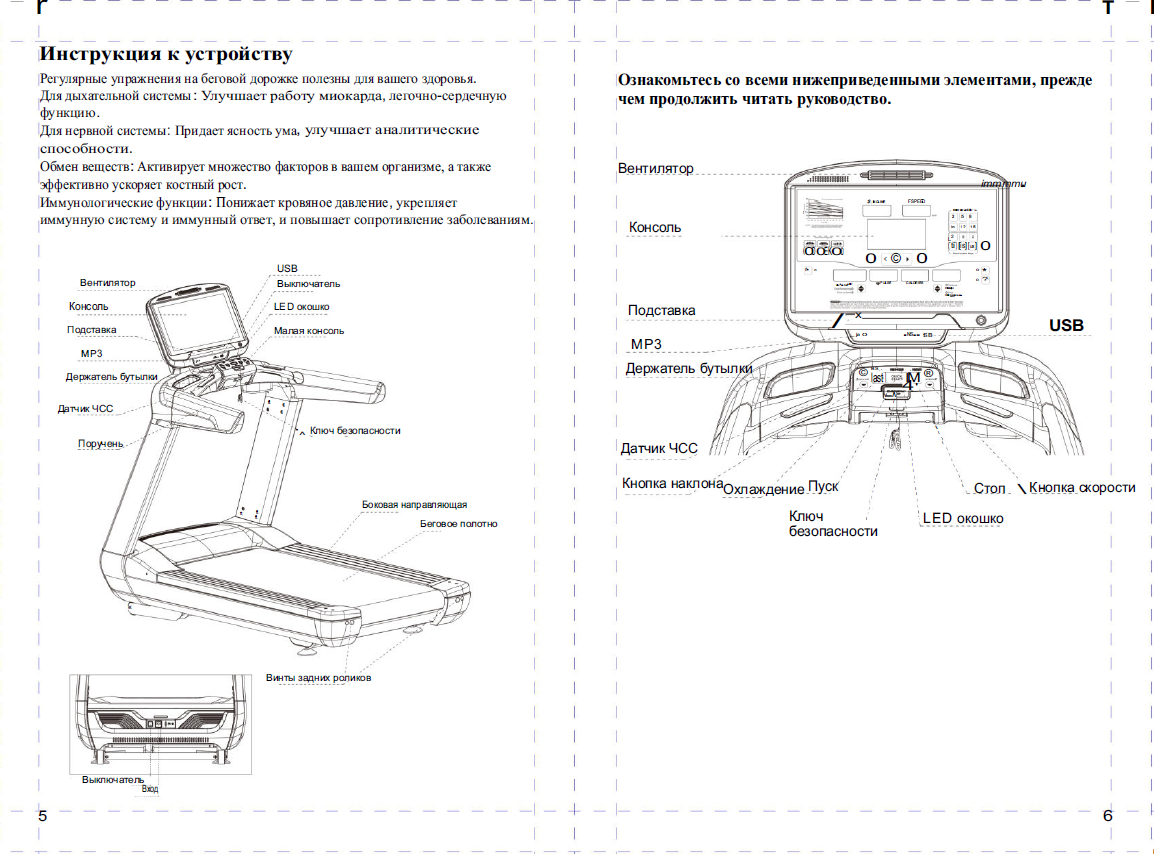 Инструкция к устройству
Регулярные упражнения на беговой дорожке полезны для вашего здоровья.
Для дыхательной системы: Улучшает работу миокарда, легочно-сердечную
функцию.
Для нервной системы: Придает ясность ума, улучшает аналитические
способности.
Обмен веществ: Активирует множество факторов в вашем организме, а также
эффективно ускоряет костный рост.
Иммунологические функции: Понижает кровяное давление, укрепляет
иммунную систему и иммунный ответ, и повышает сопротивление заболеваниям.
USB
Вентилятор
Выключатель
Консоль
LED окошко
Подставка
Малая консоль
MP3
Держатель бутылки
Датчик ЧСС
Ключ безопасности
Поручень
Боковая направляющая
Беговое полотно
Винты задних роликов
Выключатель
Вход
5
Ознакомьтесь со всеми нижеприведенными элементами, прежде
чем продолжить читать руководство.
Вентилятор
Консоль
Подставка
USB
MP3
Держатель бутылки
Датчик ЧСС
Кнопка наклона
Охлаждение
Пуск
Стоп
Кнопка скорости
Ключ
безопасности
LED окошко
6